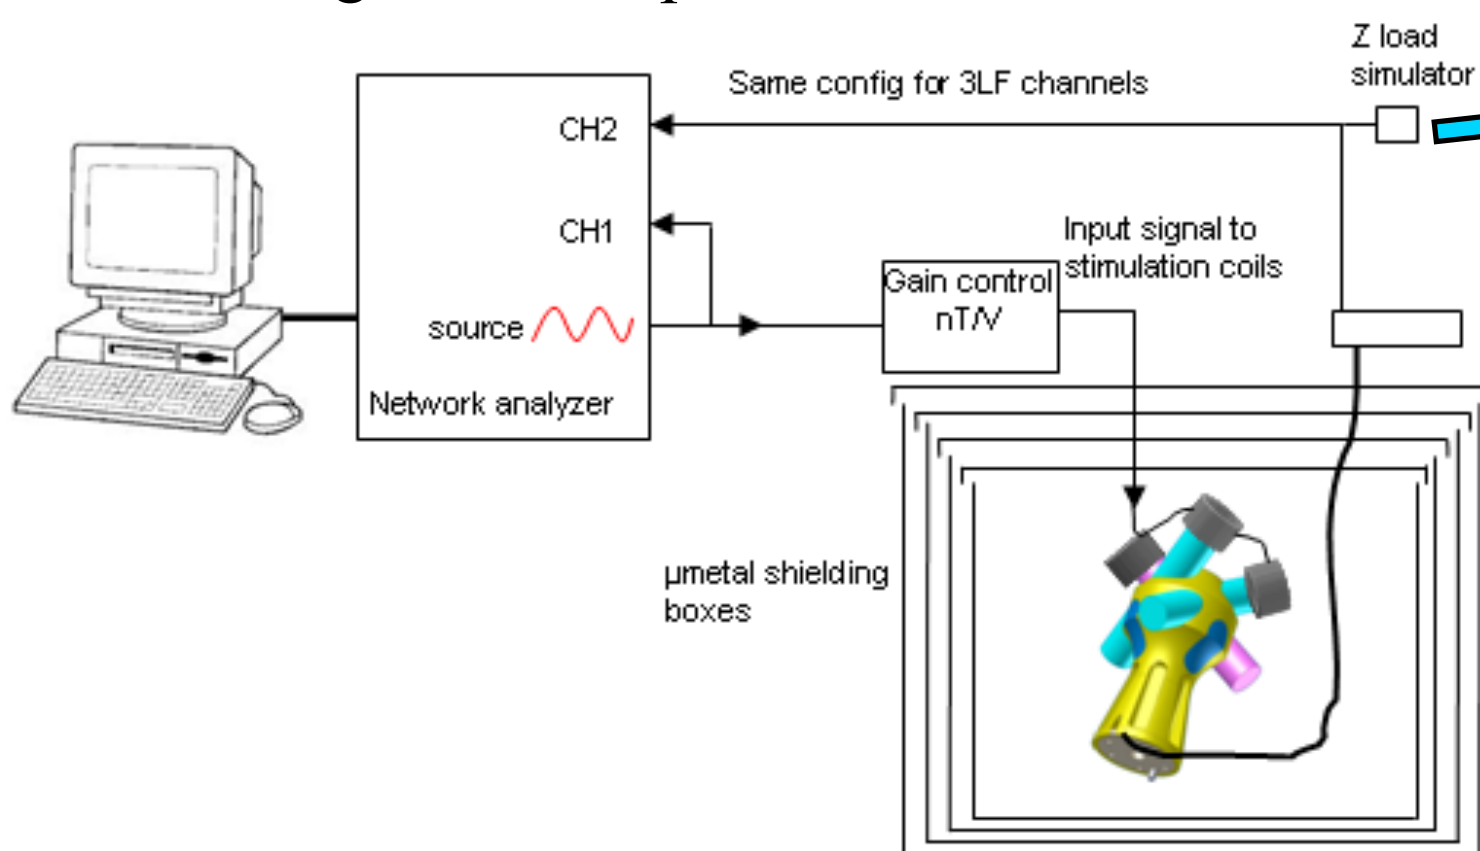 Z load
simulator
Same config for 3LF channels
CH2
CH1
Input signal to
stimulation coils
Gain control
nT/V
source
Network analyzer
µmetal shielding
boxes